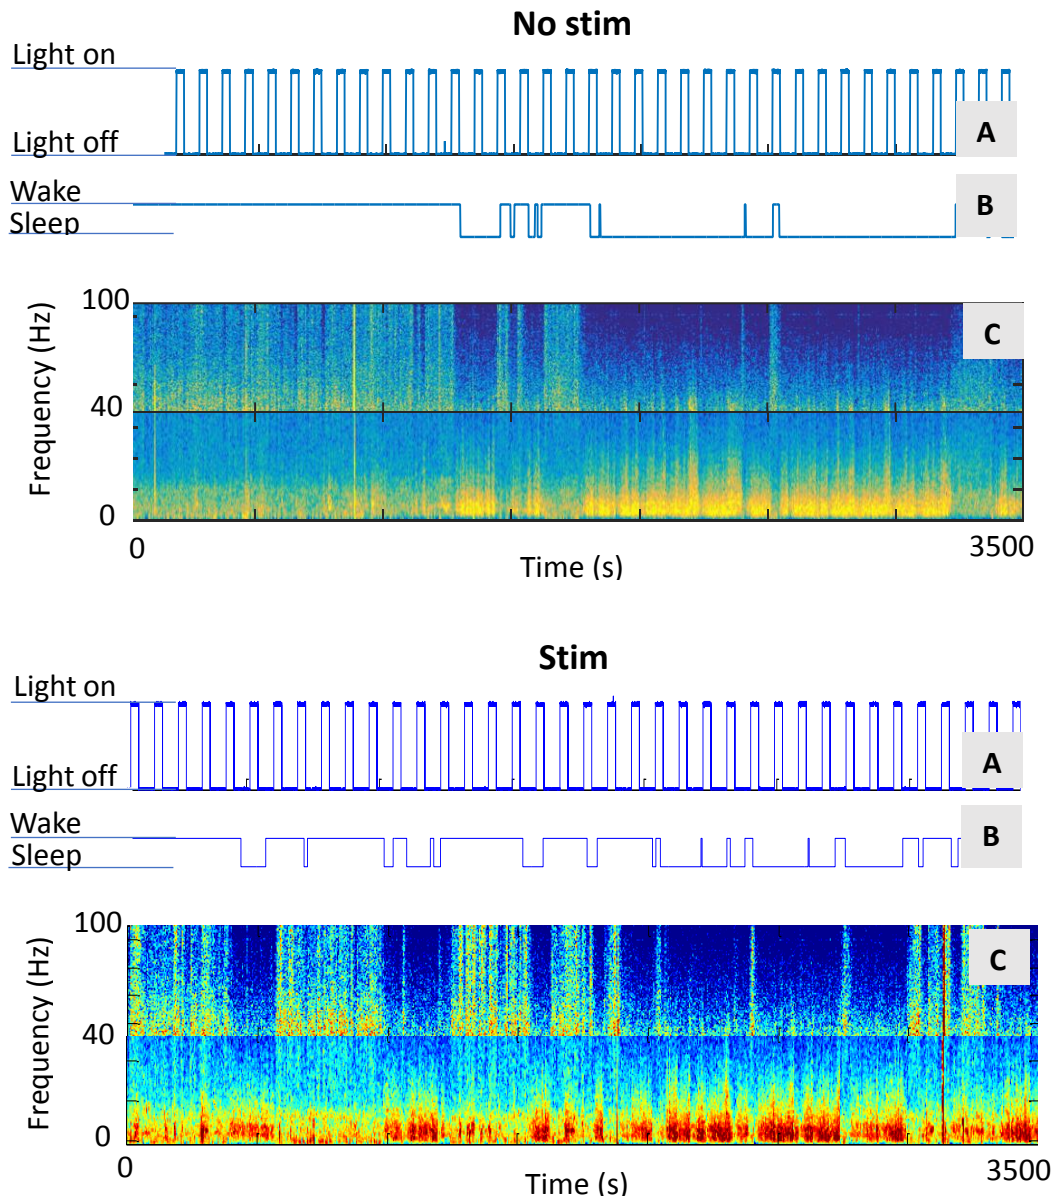 No stim
Light on
Light off
A
Wake
Sleep
B
100
40
0
Frequency (Hz)
C
0
3500
Time (s)
Stim
Light on
Light off
A
Wake
Sleep
B
100
40
0
Frequency (Hz)
C
0
3500
Time (s)